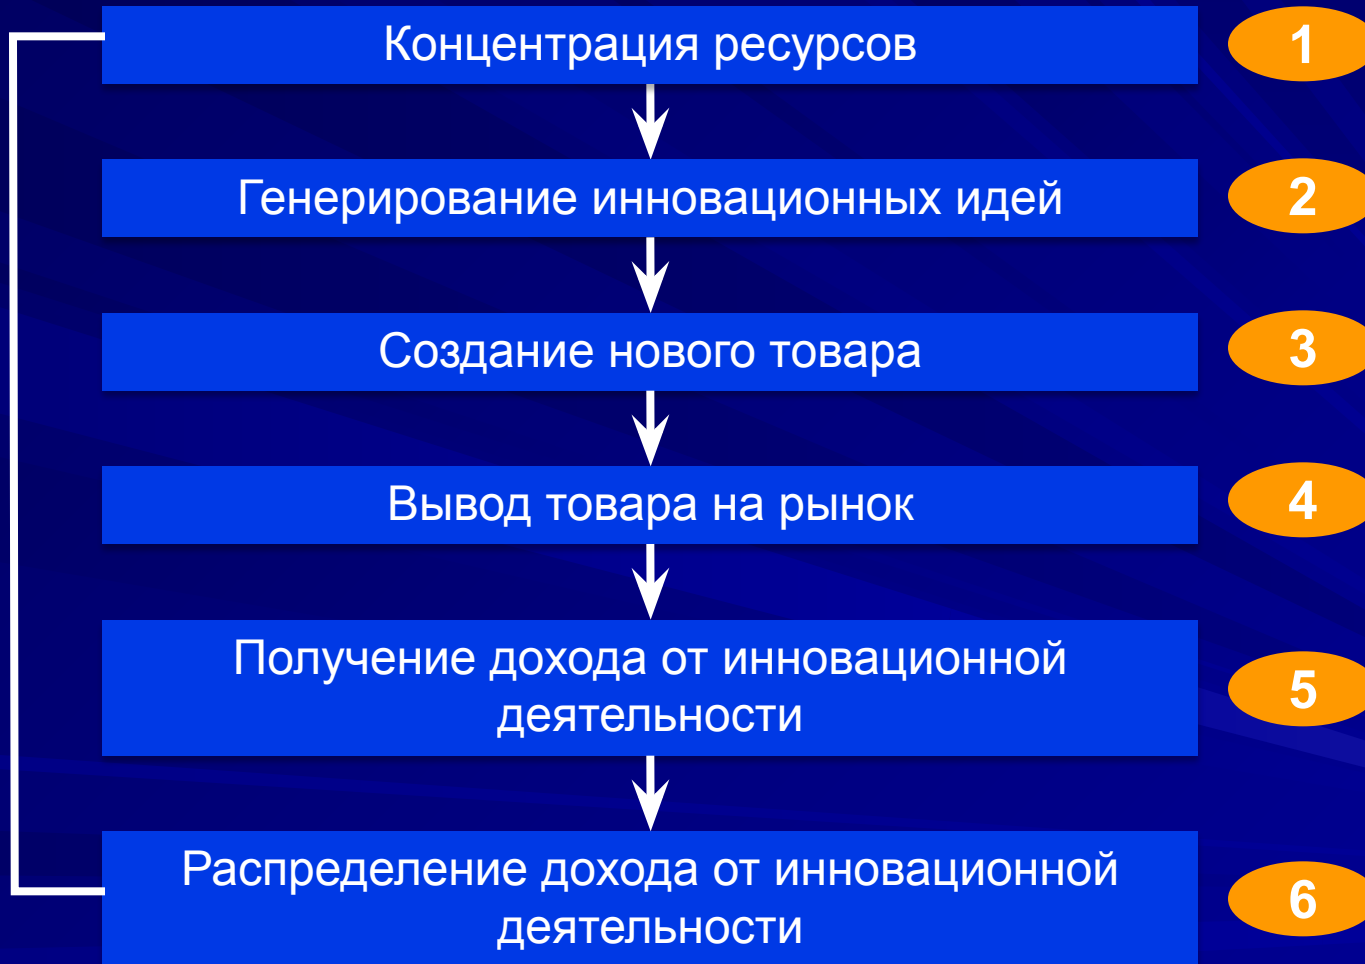 Концентрация ресурсов
1
Генерирование инновационных идей
2
Создание нового товара
3
Вывод товара на рынок
4
Получение дохода от инновационной
деятельности
5
Распределение дохода от инновационной
деятельности
6